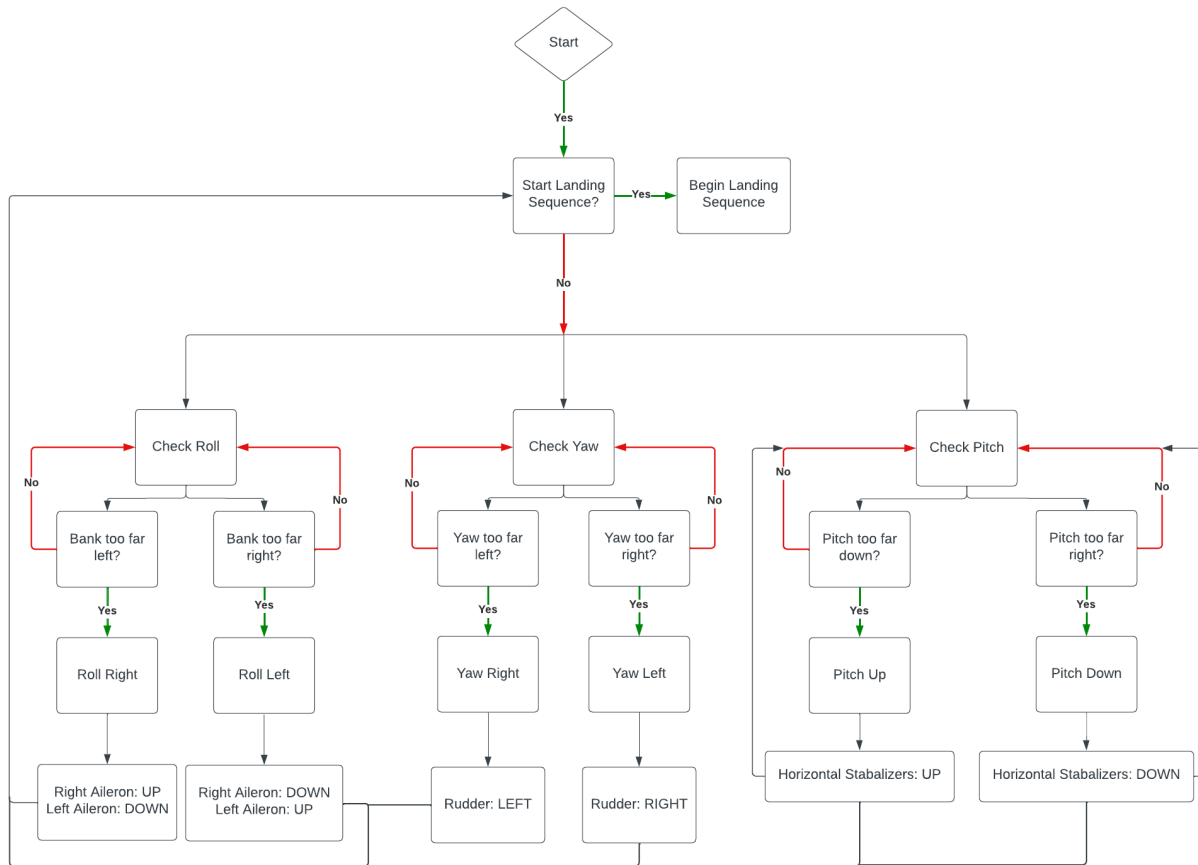 Start
Yes
Start Landing
Sequence?
Yes
Begin Landing
Sequence
No
Check Roll
Check Yaw
Check Pitch
No
No
No
No
No
No
Bank too far
left?
Bank too far
right?
Yaw too far
left?
Yaw too far
right?
Pitch too far
down?
Pitch too far
right?
Yes
Yes
Yes
Yes
Yes
Yes
Roll Right
Roll Left
Yaw Right
Yaw Left
Pitch Up
Pitch Down
Right Aileron: UP
Left Aileron: DOWN
Right Aileron: DOWN
Left Aileron: UP
Rudder: LEFT
Rudder: RIGHT
Horizontal Stabalizers: UP
Horizontal Stabalizers: DOWN